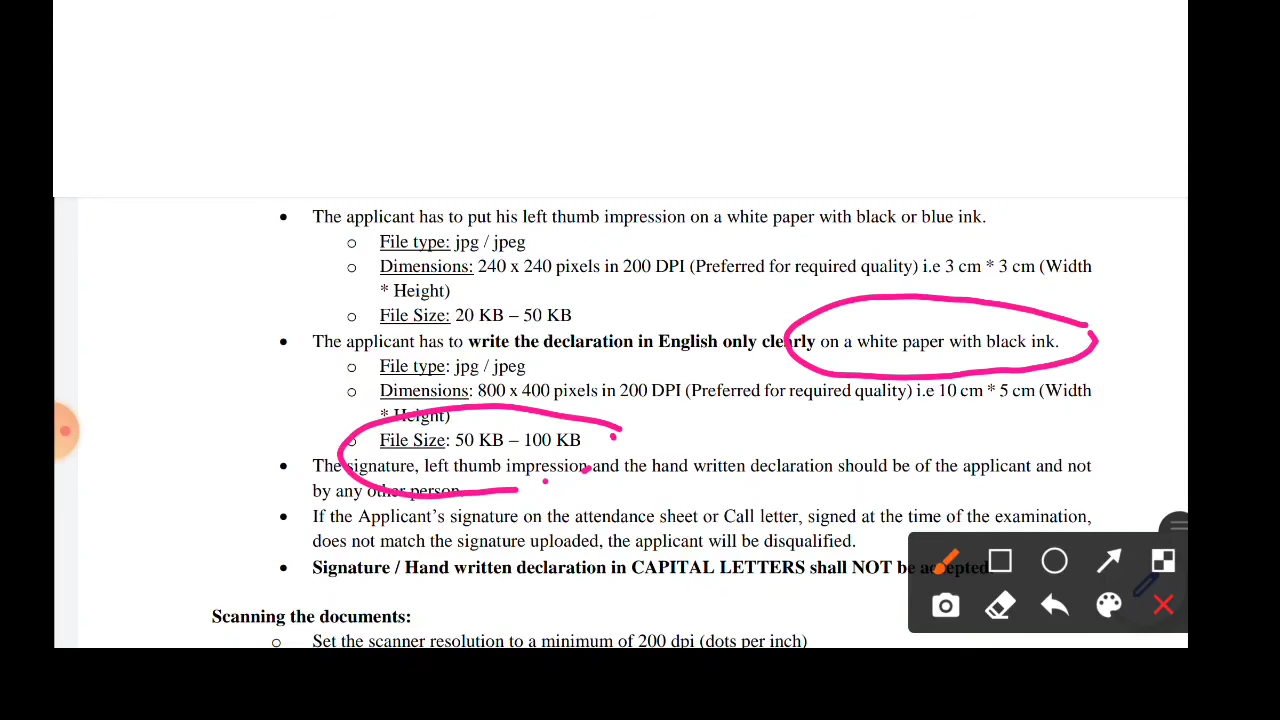 • The applicant has to put his left thumb impression on a white paper with black or blue ink.
o File type: jpg / jpeg
o Dimensions: 240 x 240 pixels in 200 DPI (Preferred for required quality) i.e 3 cm * 3 cm (Width
* Height)
o File Size: 20 KB – 50 KB
• The applicant has to write the declaration in English only clearly on a white paper with black ink.
o File type: jpg / jpeg
o Dimensions: 800 x 400 pixels in 200 DPI (Preferred for required quality) i.e 10 cm * 5 cm (Width
* Height)
o File Size: 50 KB – 100 KB
• The signature, left thumb impression and the hand written declaration should be of the applicant and not
by any other person.
• If the Applicant's signature on the attendance sheet or Call letter, signed at the time of the examination,
does not match the signature uploaded, the applicant will be disqualified.
• Signature / Hand written declaration in CAPITAL LETTERS shall NOT be accepted.
Scanning the documents:
o Set the scanner resolution to a minimum of 200 dpi (dots per inch)